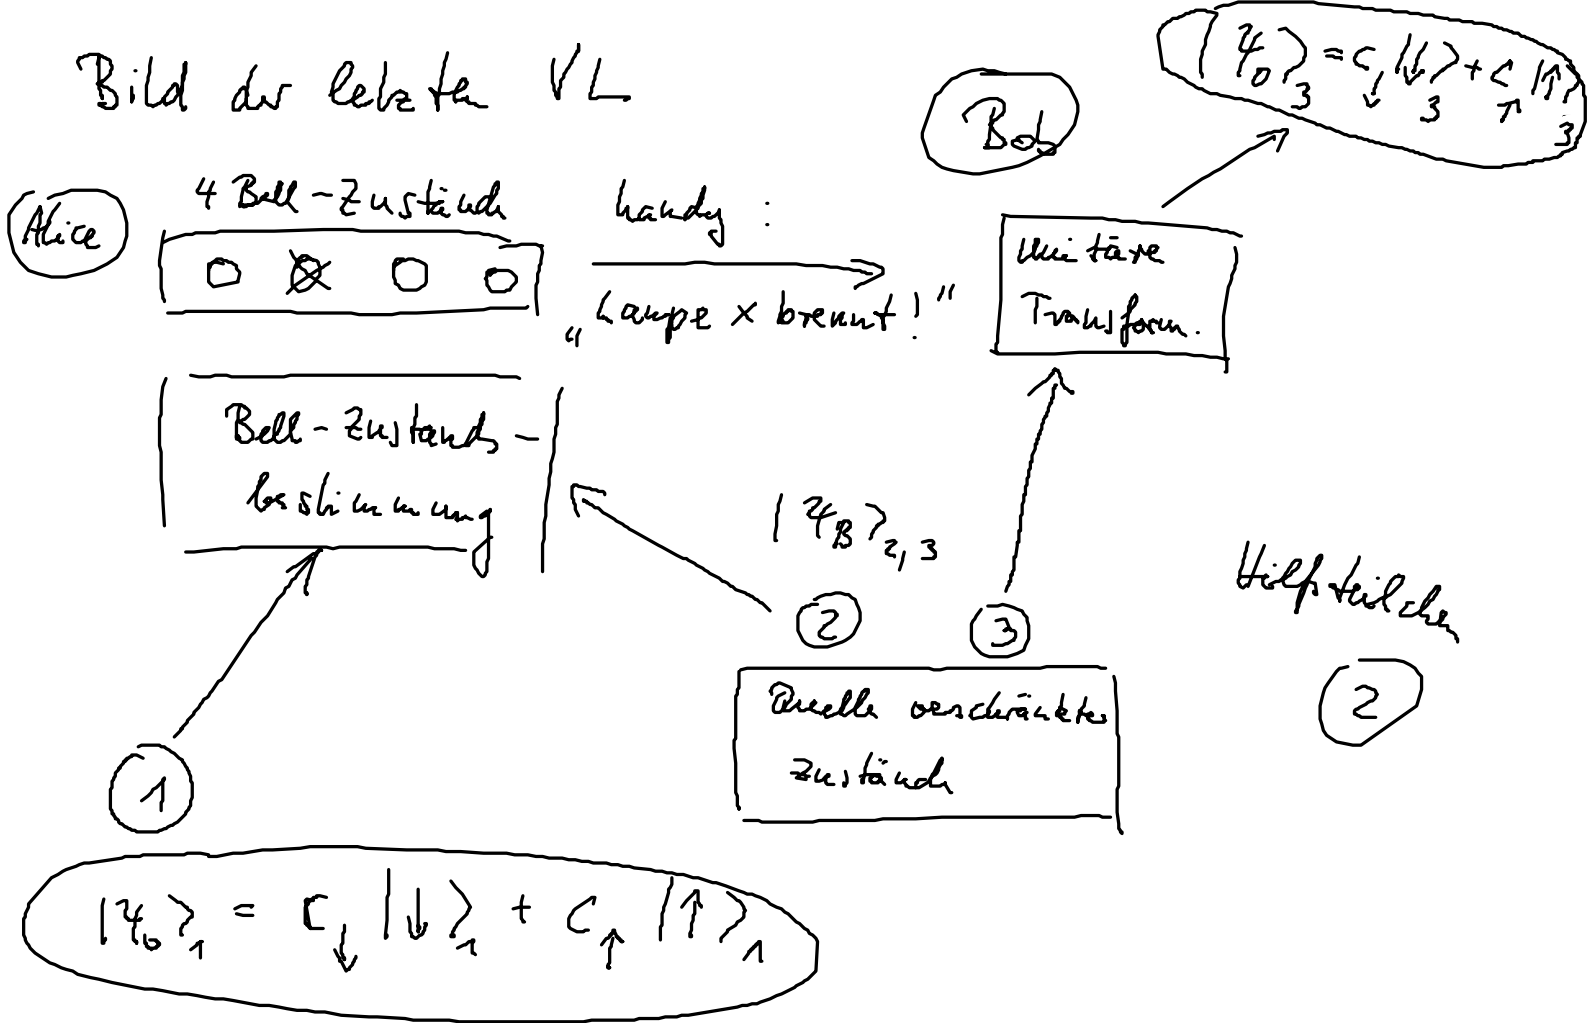 Bild der letzten VL
|ψ₀⟩₃ = c↓|↓⟩₃ + c↑|↑⟩₃
Bob
Alice
4 Bell-Zustände
handy :
„Lampe x brennt!“
unitäre
Transform.
Bell-Zustands-
bestimmung
|ψ_B⟩₂,₃
2
3
Hilfsteilchen
2
Quelle verschränkter
Zustände
1
|ψ₀⟩₁ = c↓ |↓⟩₁ + c↑ |↑⟩₁